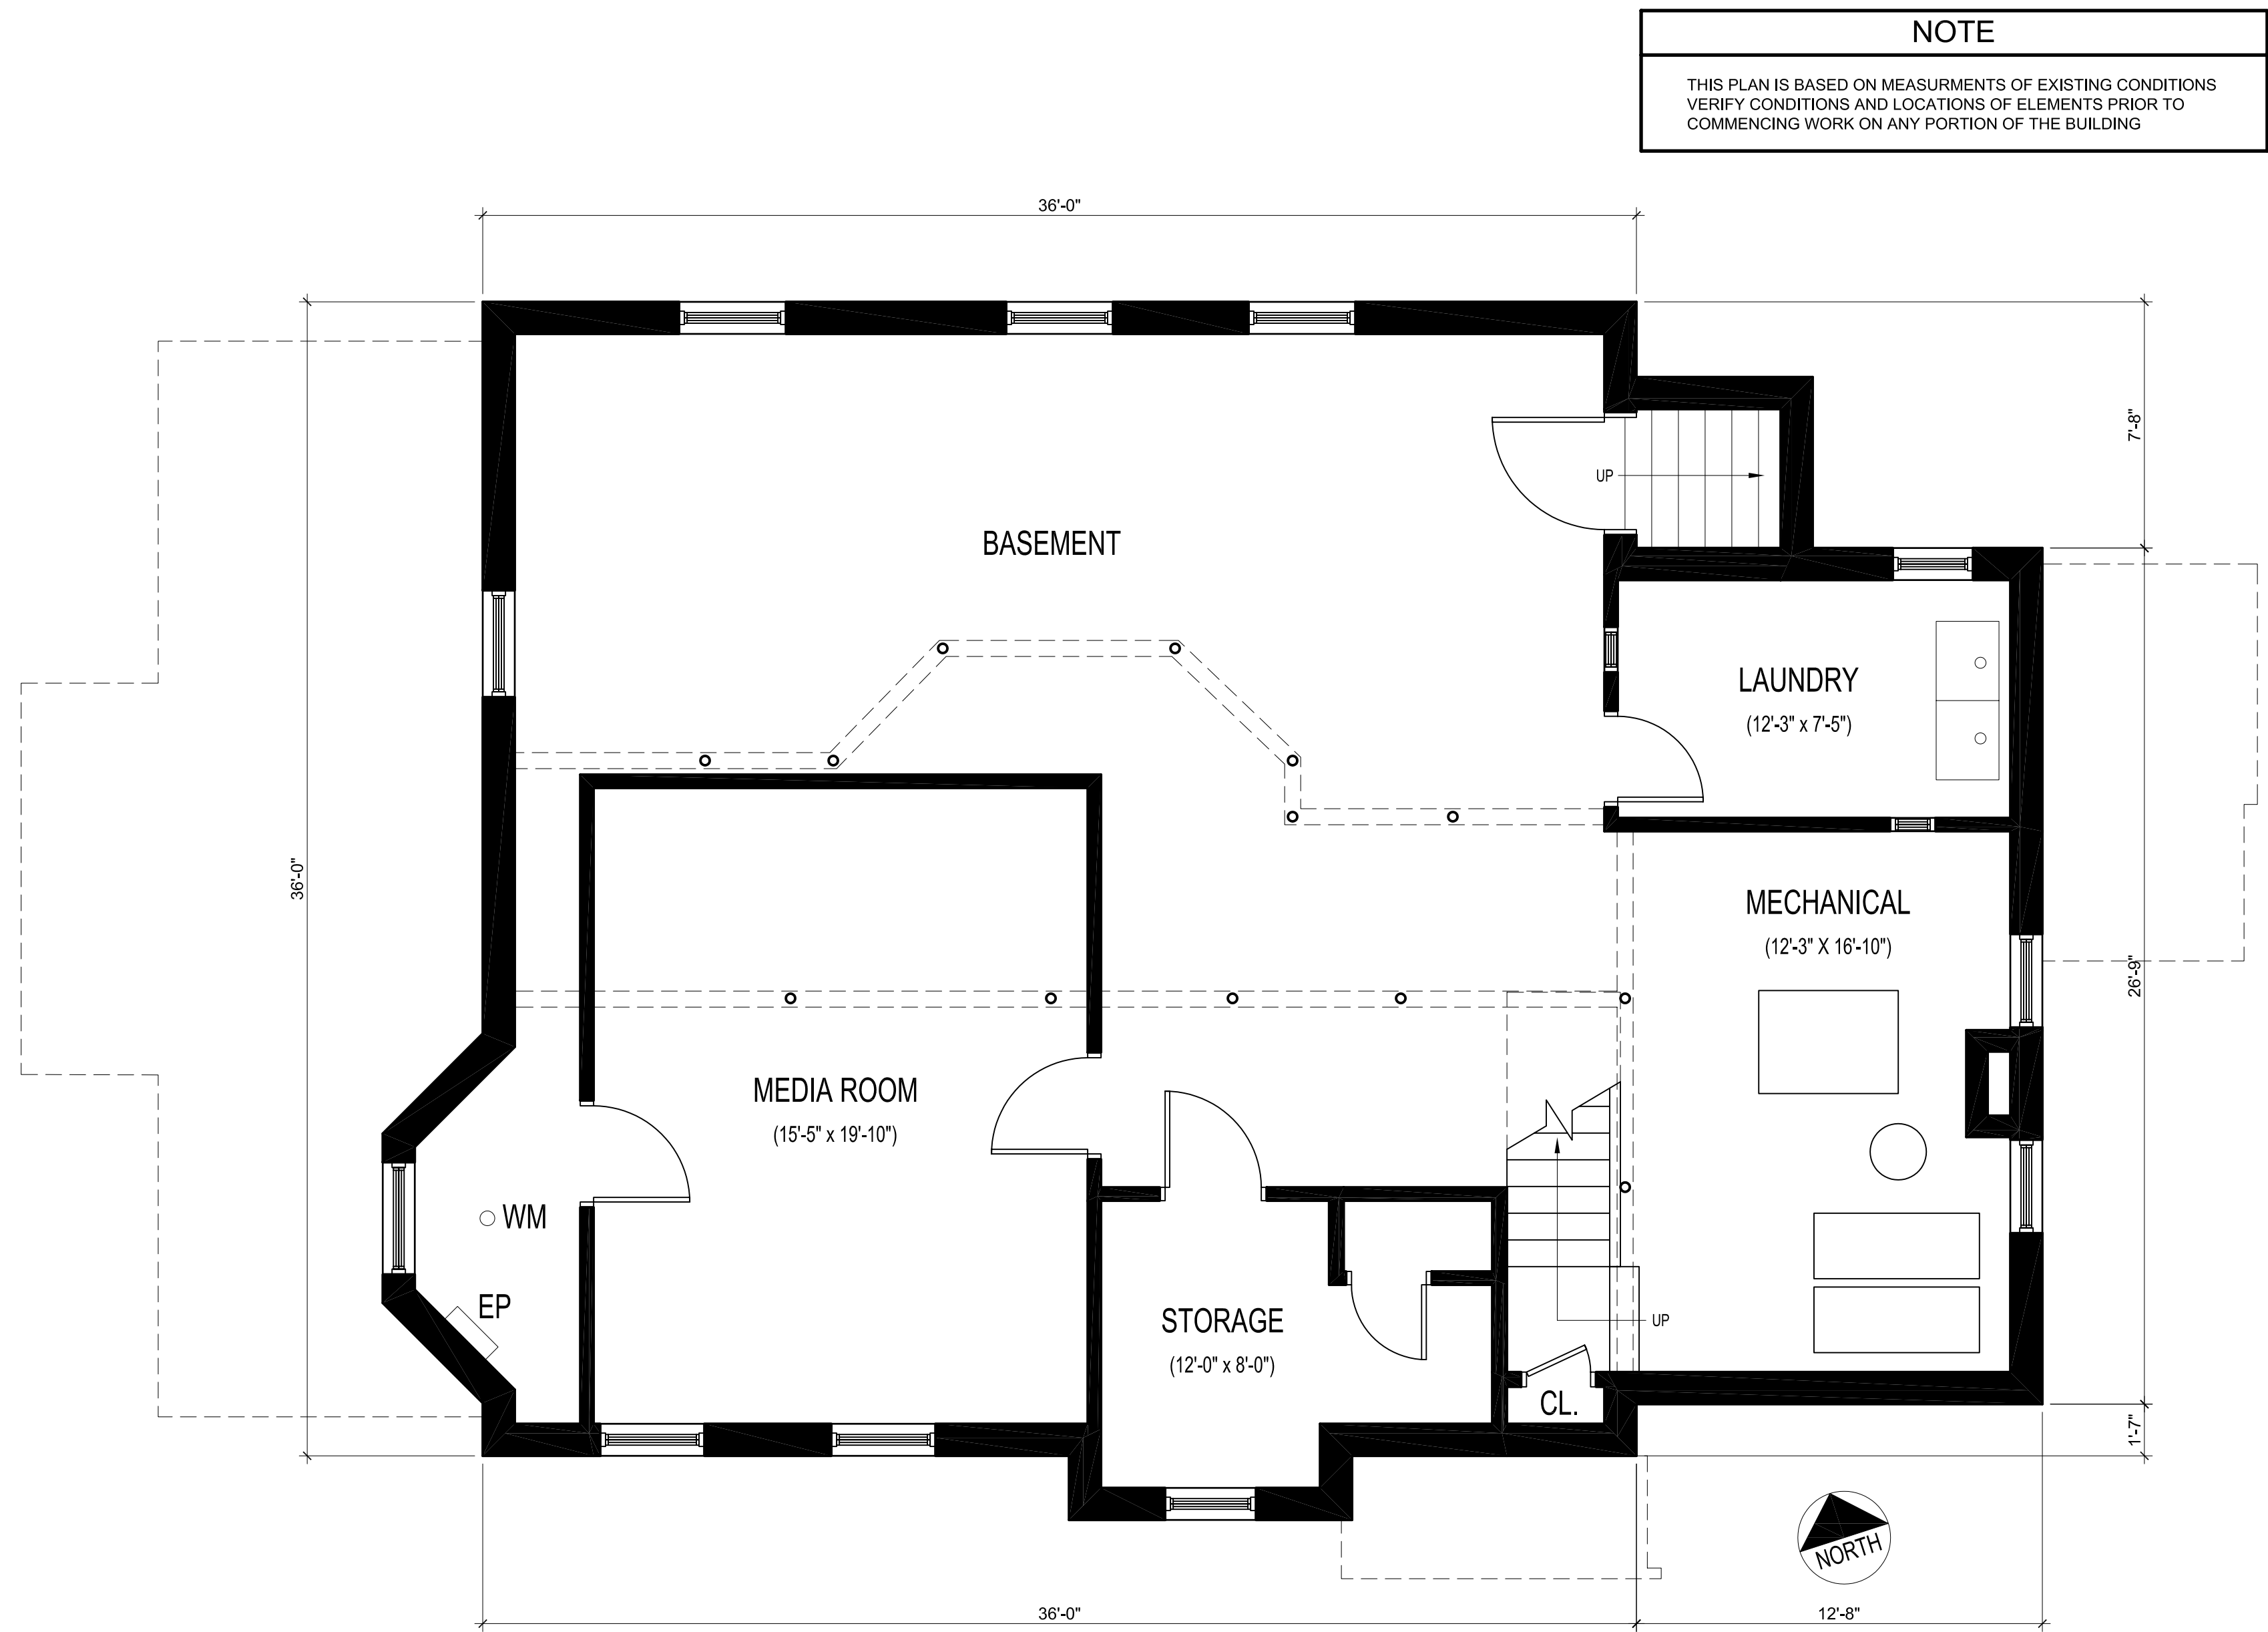 NOTE
THIS PLAN IS BASED ON MEASURMENTS OF EXISTING CONDITIONS
VERIFY CONDITIONS AND LOCATIONS OF ELEMENTS PRIOR TO
COMMENCING WORK ON ANY PORTION OF THE BUILDING
36'-0"
7'-8"
UP
BASEMENT
LAUNDRY
(12'-3" x 7'-5")
36'-0"
MECHANICAL
(12'-3" X 16'-10")
26'-9"
MEDIA ROOM
(15'-5" x 19'-10")
WM
EP
STORAGE
(12'-0" x 8'-0")
UP
CL.
1'-7"
NORTH
36'-0"
12'-8"